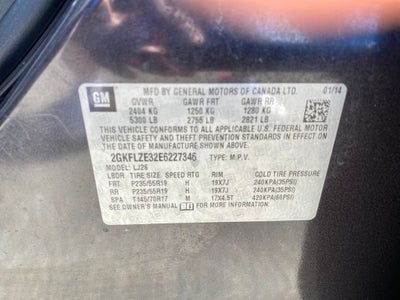 GM
MFD BY GENERAL MOTORS OF CANADA LTD. 01/14
GVWR GAWR FRT GAWR RR
2404 KG 1250 KG 1280 KG
5300 LB 2755 LB 2821 LB
THIS VEHICLE CONFORMS TO ALL APPLICABLE U.S. FEDERAL MOTOR
VEHICLE SAFETY AND THEFT PREVENTION STANDARDS IN
EFFECT ON THE DATE OF MANUFACTURE SHOWN ABOVE.
2GKFLZE32E6227346 TYPE: M.P.V.
MODEL: LJ26
LBDR TIRE SIZE SPEED RTG RIM COLD TIRE PRESSURE
FRT P235/55R19 H 19X7J 240KPA(35PSI)
RR P235/55R19 H 19X7J 240KPA(35PSI)
SPA T145/70R17 M 17X4.5T 420KPA(60PSI)
SEE OWNER'S MANUAL FOR MORE INFORMATION.